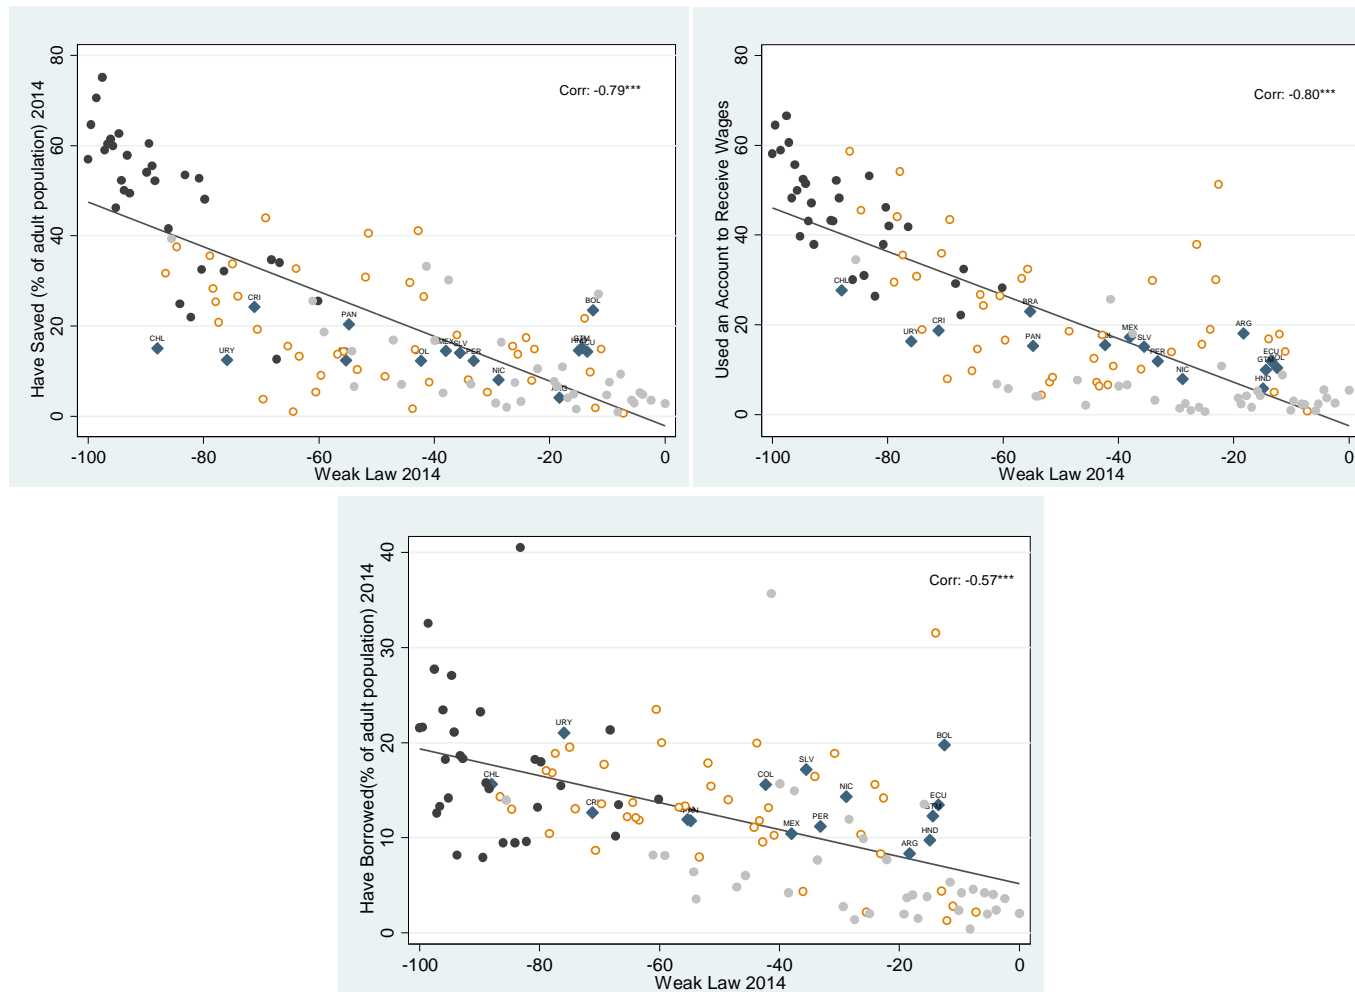 Have Saved (% of adult population) 2014
80
60
40
20
0
Corr: -0.79***
CHL
URY
CRI
PAN
MEX
SLV
PER
NIC
BOL
-100
-80
-60
-40
-20
0
Weak Law 2014
Used an Account to Receive Wages
80
60
40
20
0
Corr: -0.80***
CHL
URY
CRI
BRA
PAN
MEX
SLV
PER
NIC
ARG
ECU
HND
-100
-80
-60
-40
-20
0
Weak Law 2014
Have Borrowed(% of adult population) 2014
40
30
20
10
0
Corr: -0.57***
CHL
URY
COL
SLV
NIC
MEX
PER
BOL
ECU
HND
ARG
-100
-80
-60
-40
-20
0
Weak Law 2014